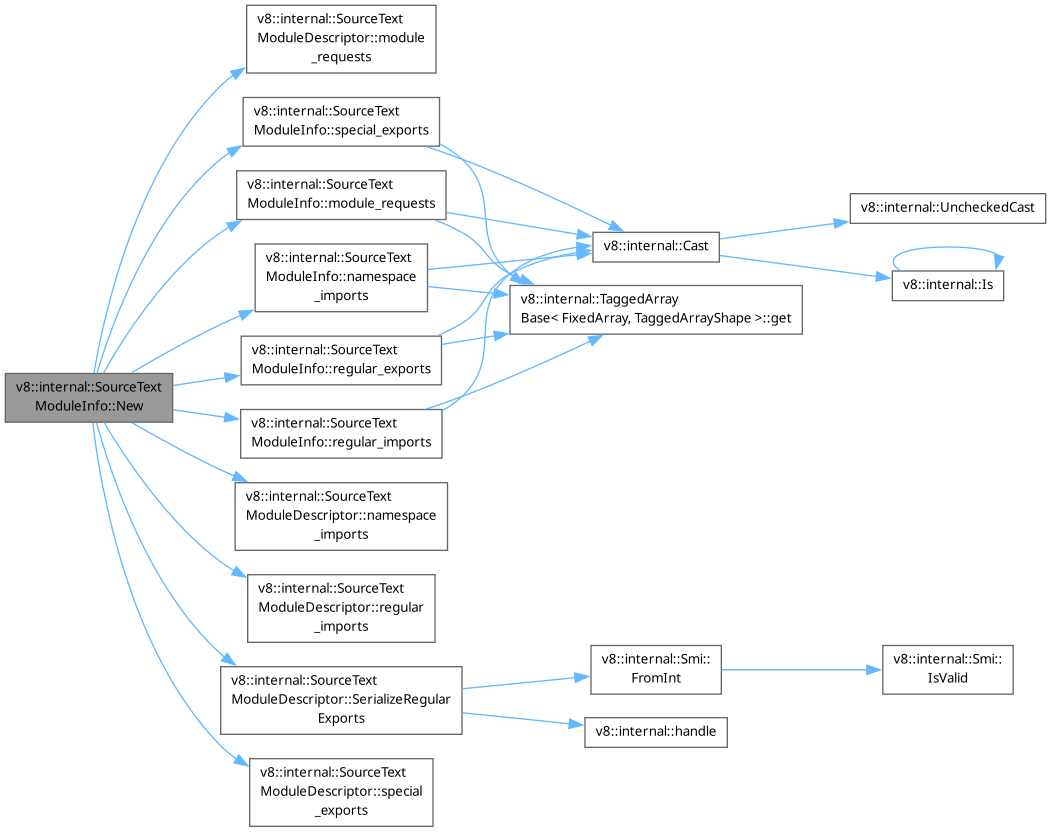 v8::internal::SourceText
ModuleInfo::New
v8::internal::SourceText
ModuleDescriptor::module
_requests
v8::internal::SourceText
ModuleInfo::special_exports
v8::internal::SourceText
ModuleInfo::module_requests
v8::internal::SourceText
ModuleInfo::namespace
_imports
v8::internal::SourceText
ModuleInfo::regular_exports
v8::internal::SourceText
ModuleInfo::regular_imports
v8::internal::SourceText
ModuleDescriptor::namespace
_imports
v8::internal::SourceText
ModuleDescriptor::regular
_imports
v8::internal::SourceText
ModuleDescriptor::SerializeRegular
Exports
v8::internal::SourceText
ModuleDescriptor::special
_exports
v8::internal::Cast
v8::internal::TaggedArray
Base< FixedArray, TaggedArrayShape >::get
v8::internal::UncheckedCast
v8::internal::Is
v8::internal::Smi::
FromInt
v8::internal::handle
v8::internal::Smi::
IsValid